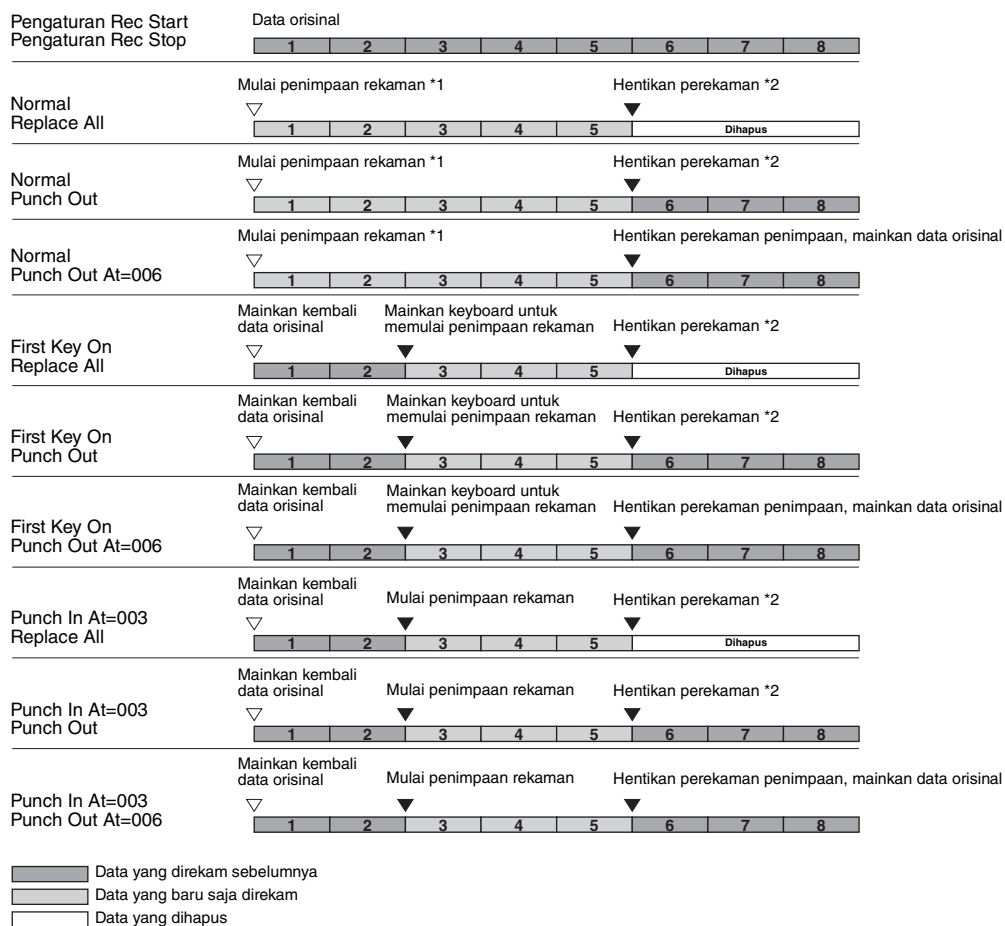 Pengaturan Rec Start
Pengaturan Rec Stop
Data orisinal
1 2 3 4 5 6 7 8
Normal
Replace All
Mulai penimpaan rekaman *1
Hentikan perekaman *2
1 2 3 4 5 Dihapus
Normal
Punch Out
Mulai penimpaan rekaman *1
Hentikan perekaman *2
1 2 3 4 5 6 7 8
Normal
Punch Out At=006
Mulai penimpaan rekaman *1
Hentikan perekaman penimpaan, mainkan data orisinal
1 2 3 4 5 6 7 8
First Key On
Replace All
Mainkan kembali
data orisinal
Mainkan keyboard untuk
memulai penimpaan rekaman
Hentikan perekaman *2
1 2 3 4 5 Dihapus
First Key On
Punch Out
Mainkan kembali
data orisinal
Mainkan keyboard untuk
memulai penimpaan rekaman
Hentikan perekaman *2
1 2 3 4 5 6 7 8
First Key On
Punch Out At=006
Mainkan kembali
data orisinal
Mainkan keyboard untuk
memulai penimpaan rekaman
Hentikan perekaman penimpaan, mainkan data orisinal
1 2 3 4 5 6 7 8
Punch In At=003
Replace All
Mainkan kembali
data orisinal
Mulai penimpaan rekaman
Hentikan perekaman *2
1 2 3 4 5 Dihapus
Punch In At=003
Punch Out
Mainkan kembali
data orisinal
Mulai penimpaan rekaman
Hentikan perekaman *2
1 2 3 4 5 6 7 8
Punch In At=003
Punch Out At=006
Mainkan kembali
data orisinal
Mulai penimpaan rekaman
Hentikan perekaman penimpaan, mainkan data orisinal
1 2 3 4 5 6 7 8
Data yang direkam sebelumnya
Data yang baru saja direkam
Data yang dihapus